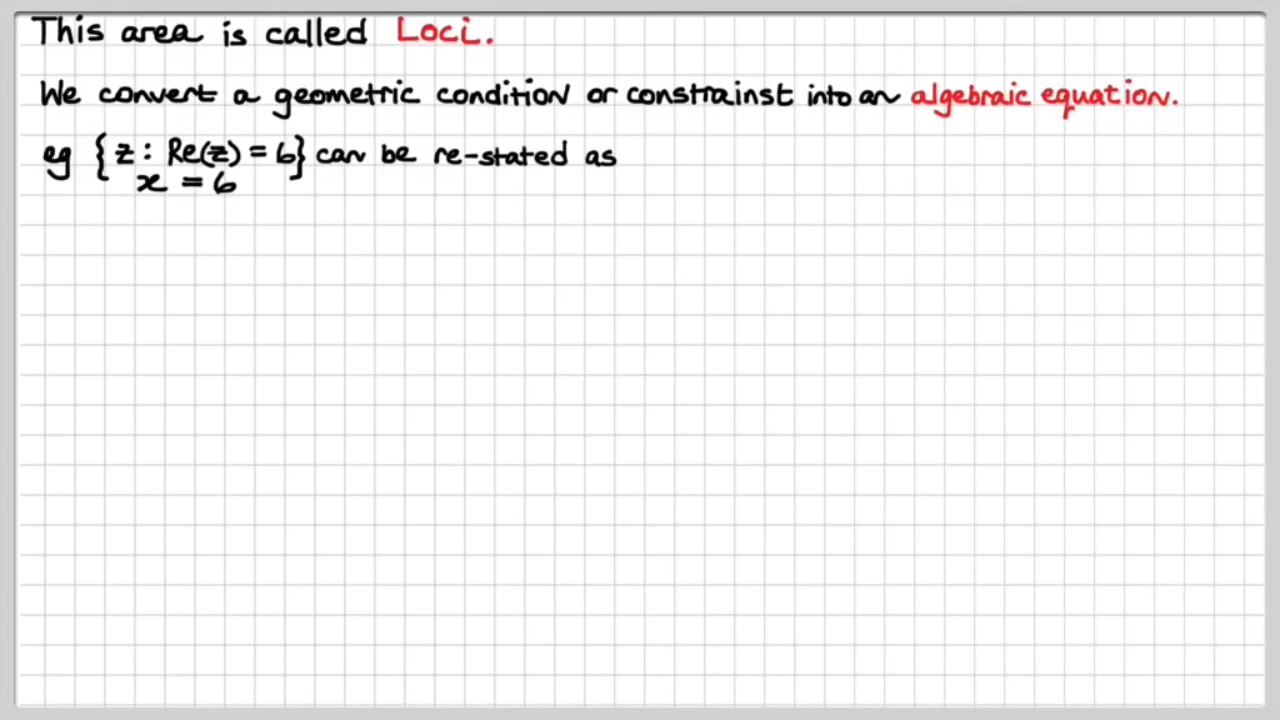 This area is called Loci.
We convert a geometric condition or constrainst into an algebraic equation.
eg {z: Re(z) = 6} can be re-stated as
x = 6